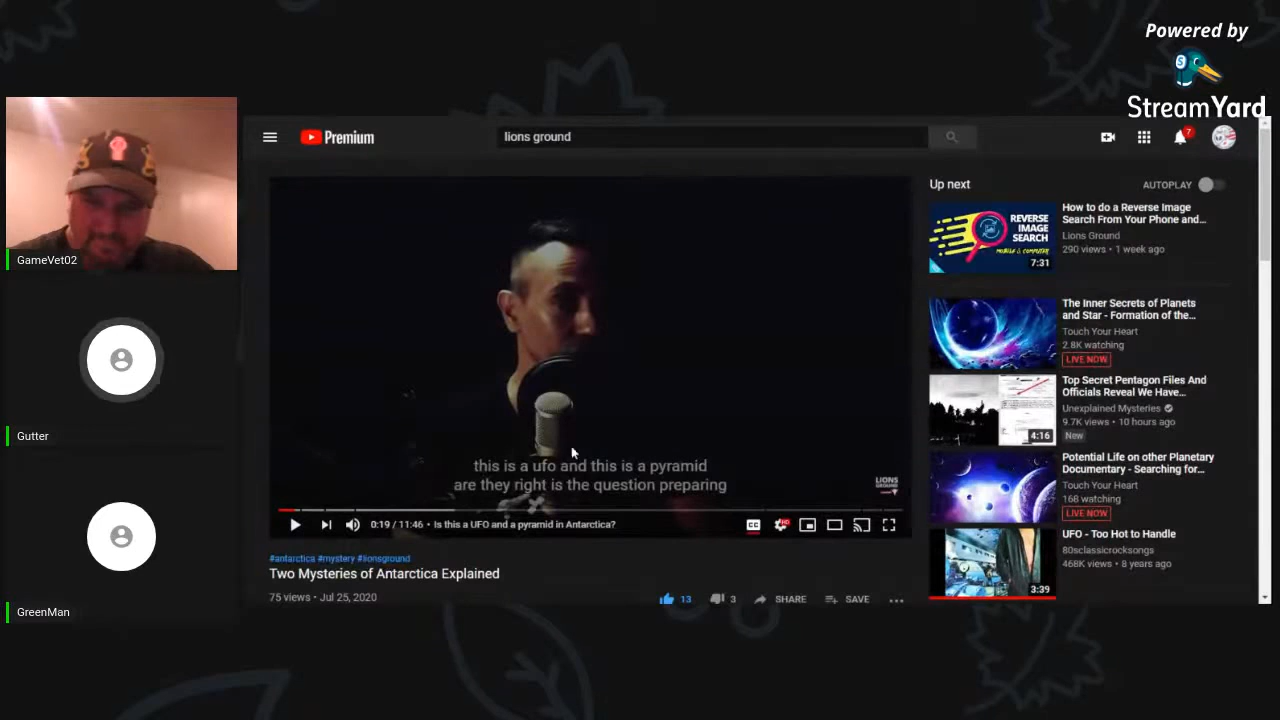 Powered by
StreamYard
GameVet02
Gutter
GreenMan
Premium
lions ground
7
this is a ufo and this is a pyramid
are they right is the question preparing
LIONS
GROUND
0:19 / 11:46 • Is this a UFO and a pyramid in Antarctica?
CC
HD
#antarctica #mystery #lionsground
Two Mysteries of Antarctica Explained
75 views • Jul 25, 2020
13
3
SHARE
SAVE
Up next
AUTOPLAY
REVERSE
IMAGE
SEARCH
MOBILE & COMPUTER
7:31
How to do a Reverse Image
Search From Your Phone and...
Lions Ground
290 views • 1 week ago
The Inner Secrets of Planets
and Star - Formation of the...
Touch Your Heart
2.8K watching
LIVE NOW
4:16
Top Secret Pentagon Files And
Officials Reveal We Have...
Unexplained Mysteries
9.7K views • 10 hours ago
New
Potential Life on other Planetary
Documentary - Searching for...
Touch Your Heart
168 watching
LIVE NOW
3:39
UFO - Too Hot to Handle
80sclassicrocksongs
468K views • 8 years ago